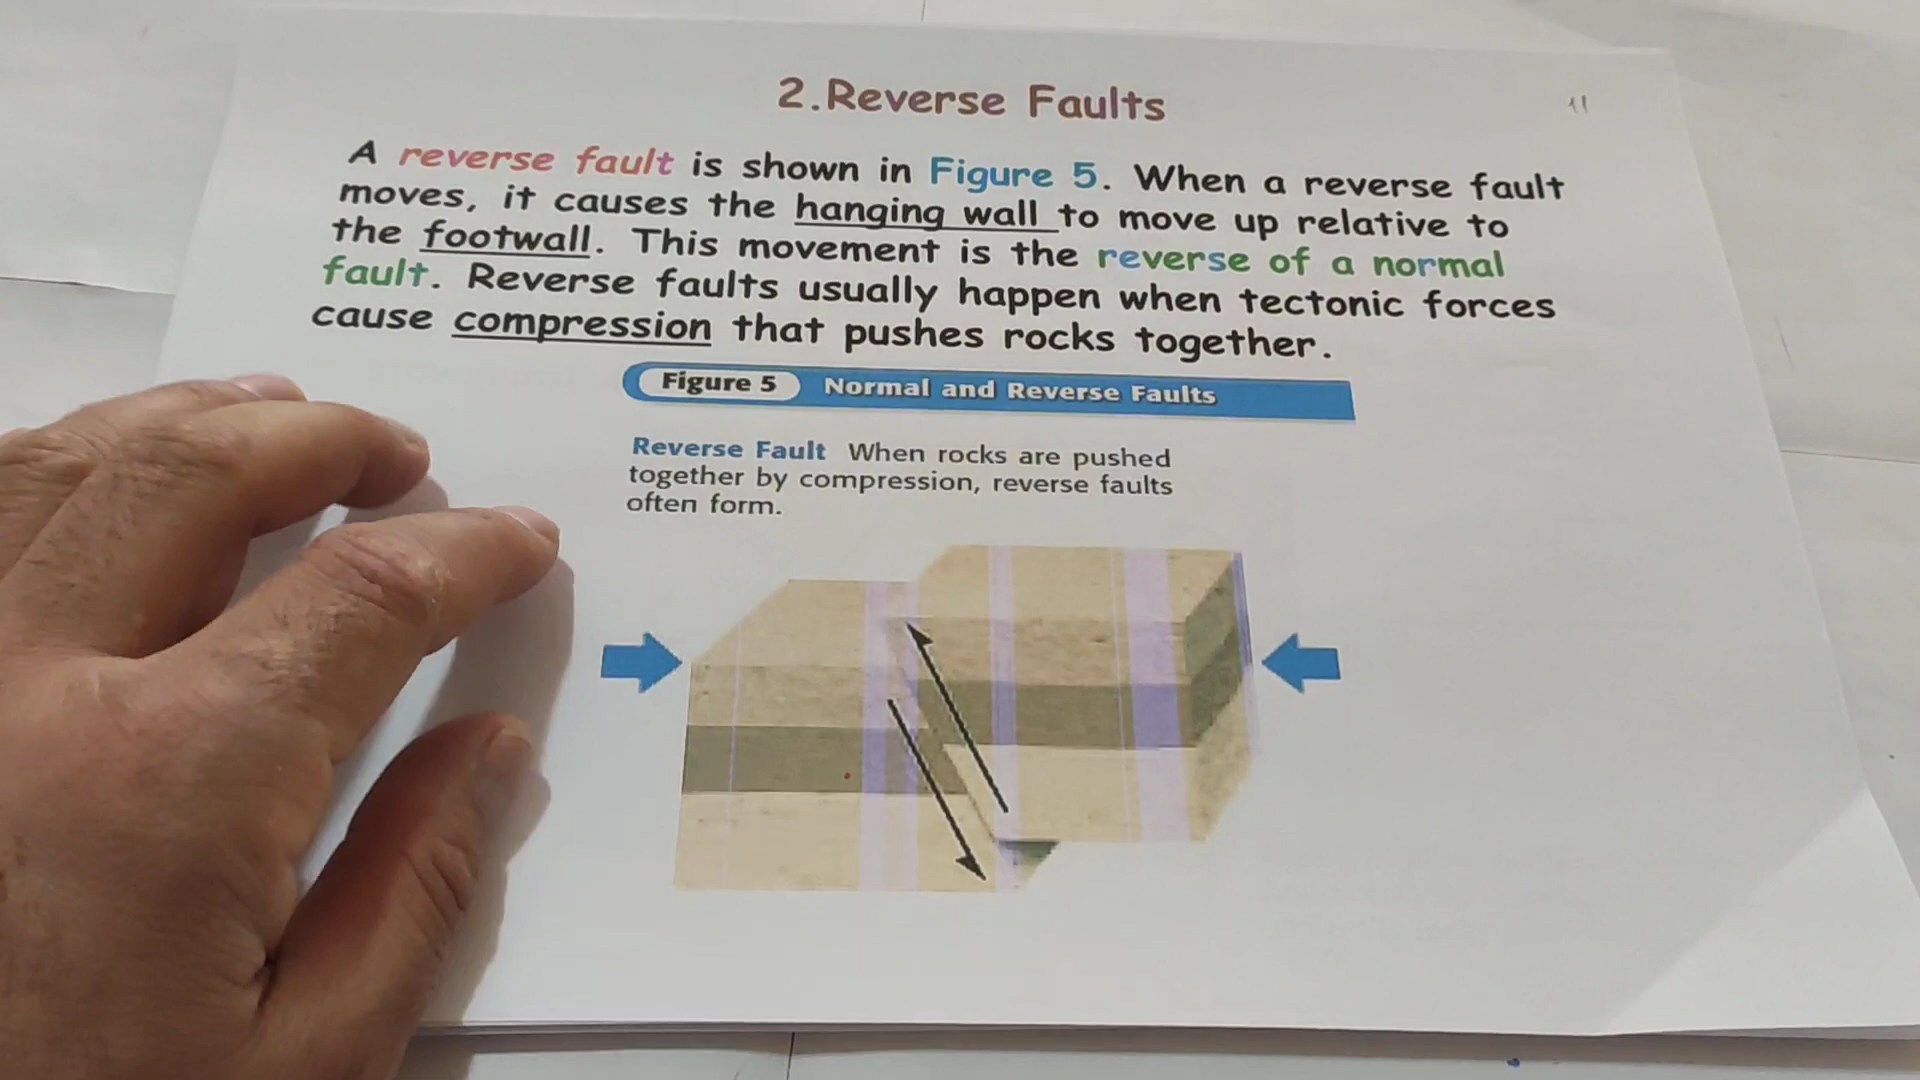 2.Reverse Faults
11
A reverse fault is shown in Figure 5. When a reverse fault
moves, it causes the hanging wall to move up relative to
the footwall. This movement is the reverse of a normal
fault. Reverse faults usually happen when tectonic forces
cause compression that pushes rocks together.
Figure 5 Normal and Reverse Faults
Reverse Fault When rocks are pushed
together by compression, reverse faults
often form.